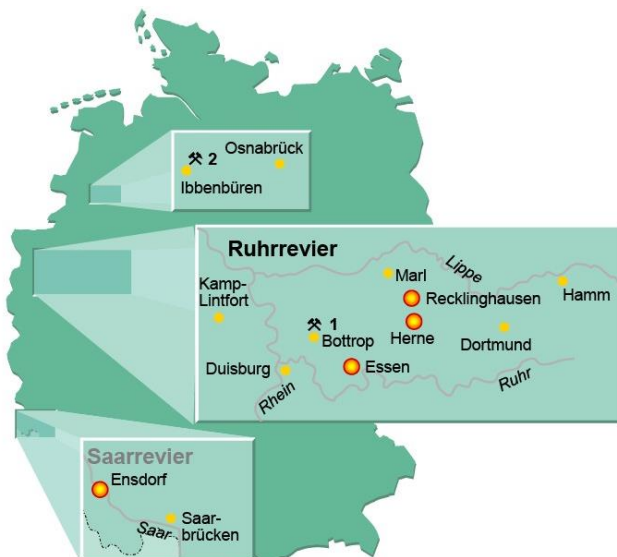 Osnabrück
⚒ 2
Ibbenbüren
Ruhrrevier
Kamp-
Lintfort
Marl
Lippe
Recklinghausen
Hamm
⚒ 1
Bottrop
Herne
Dortmund
Duisburg
Essen
Rhein
Ruhr
Saarrevier
Ensdorf
Saar
Saar-
brücken